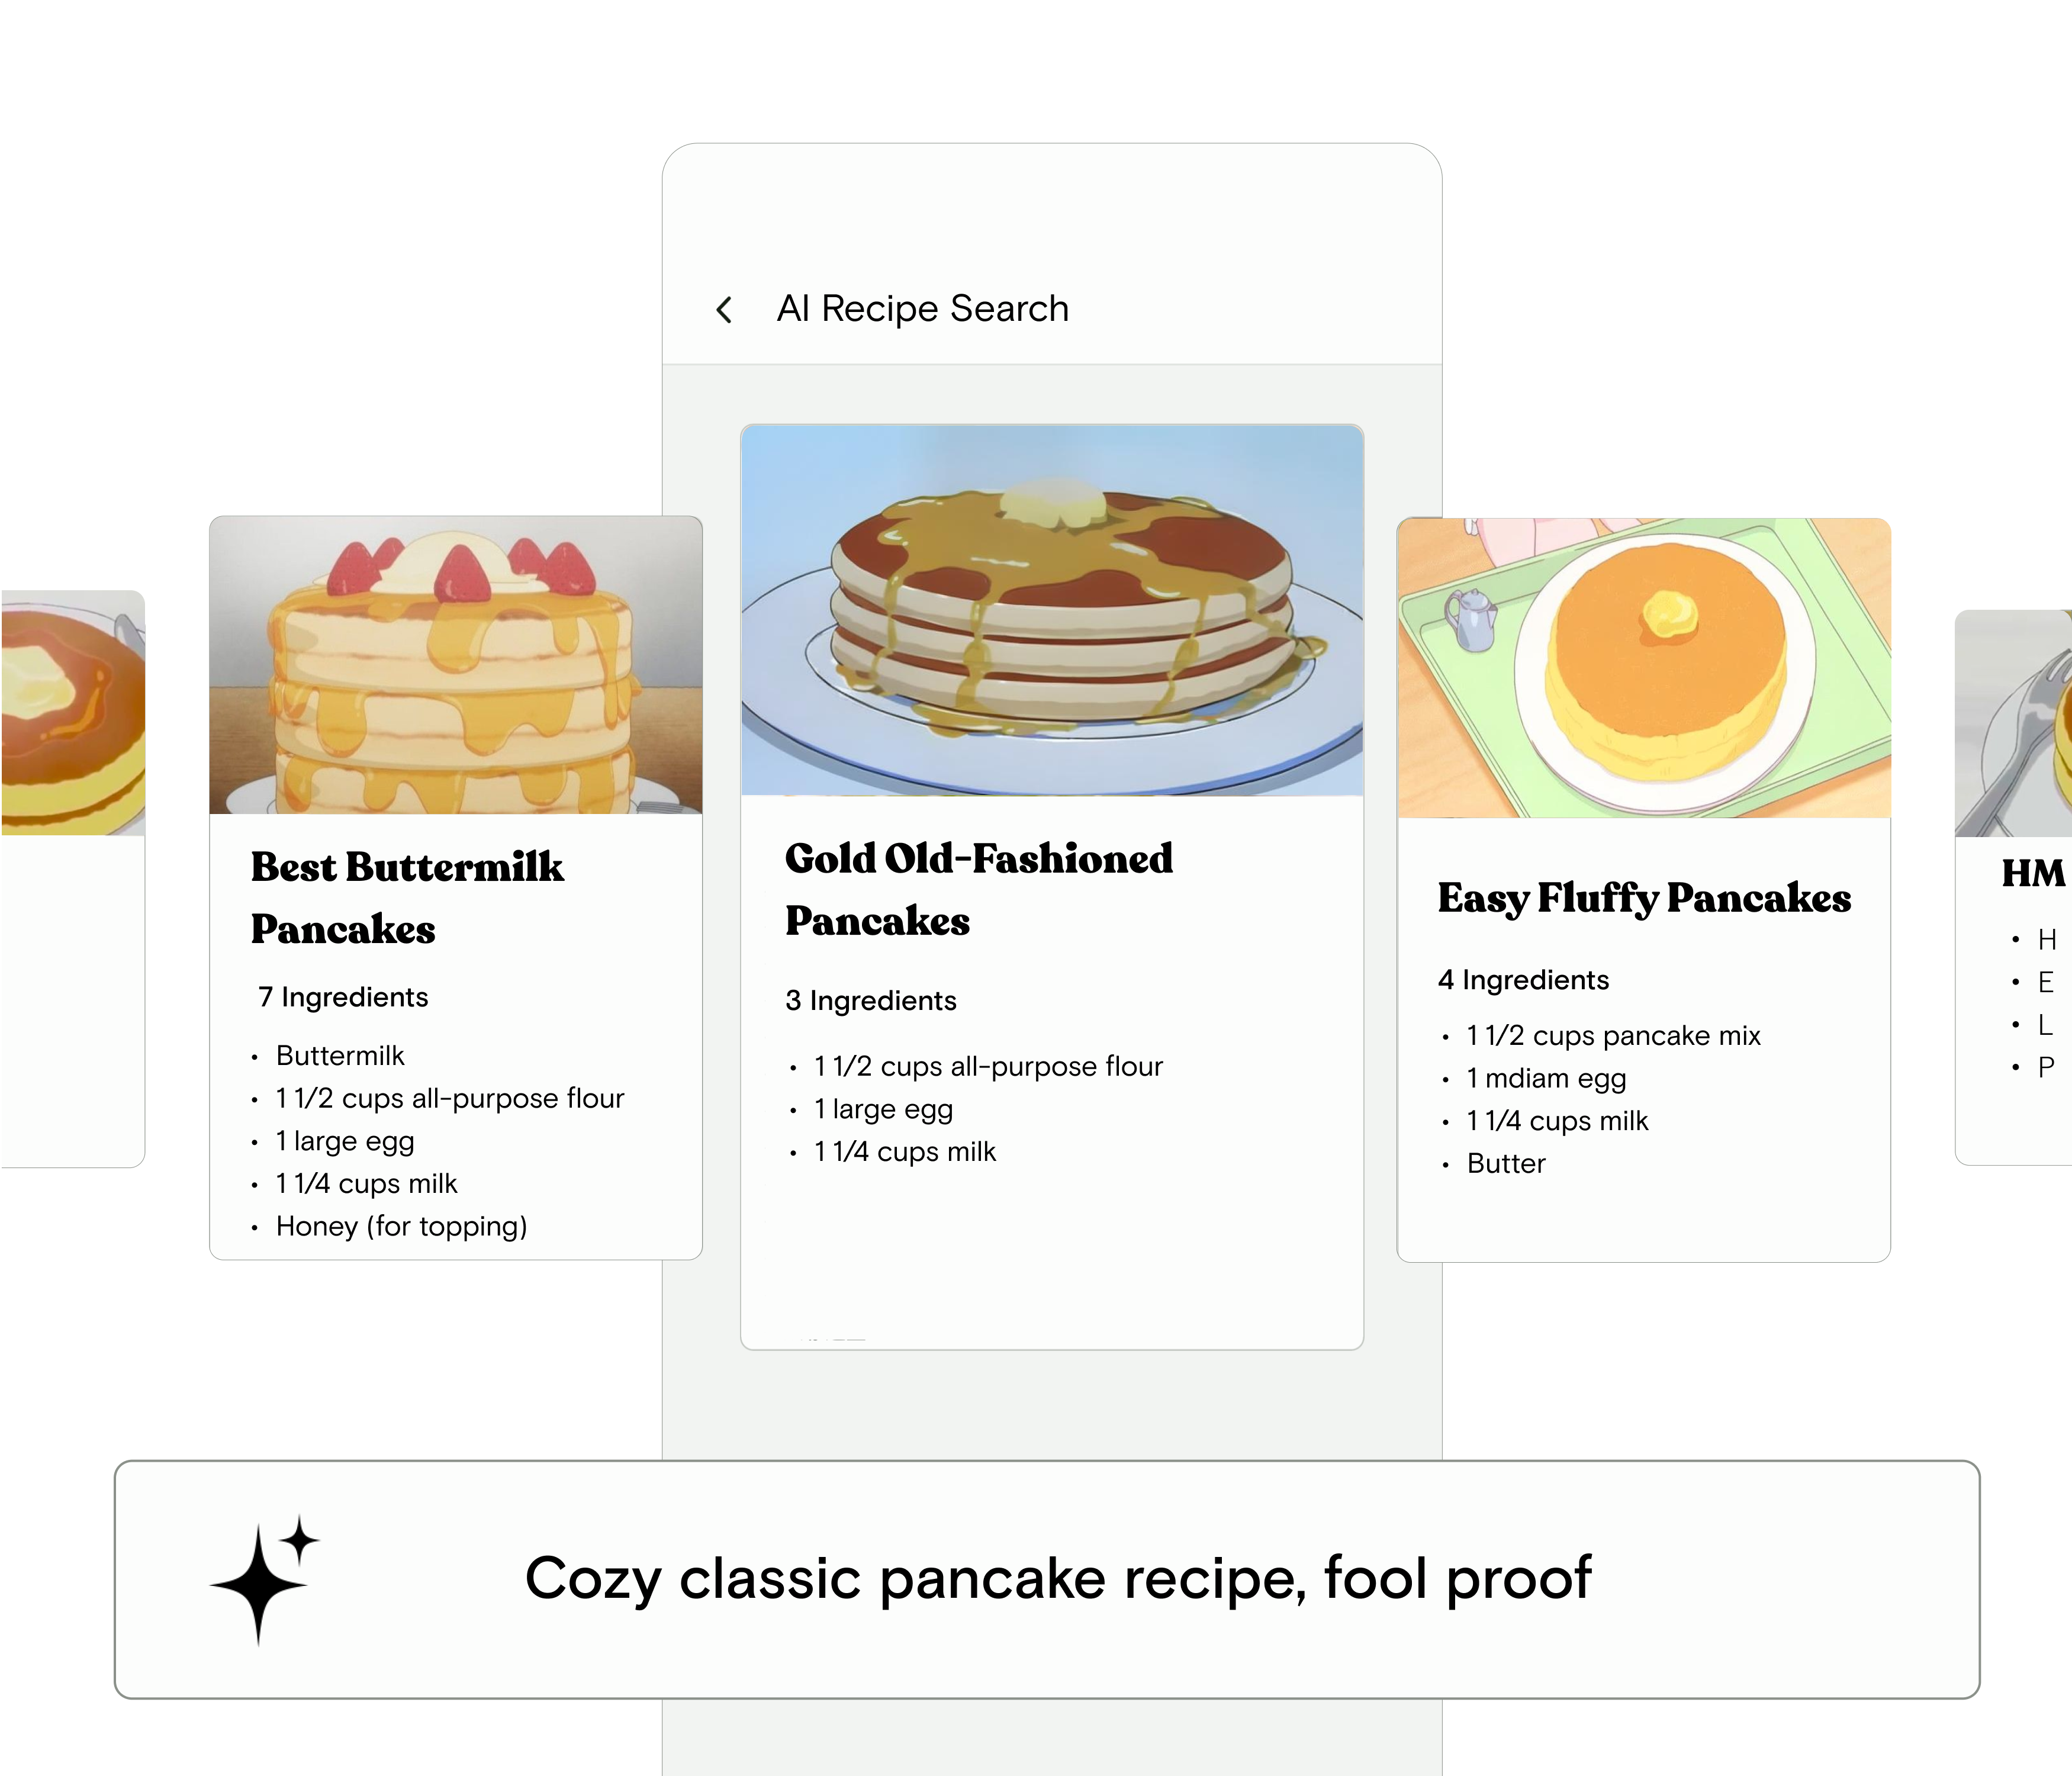 AI Recipe Search
Best Buttermilk
Pancakes
7 Ingredients
• Buttermilk
• 1 1/2 cups all-purpose flour
• 1 large egg
• 1 1/4 cups milk
• Honey (for topping)
Gold Old-Fashioned
Pancakes
3 Ingredients
• 1 1/2 cups all-purpose flour
• 1 large egg
• 1 1/4 cups milk
Easy Fluffy Pancakes
4 Ingredients
• 1 1/2 cups pancake mix
• 1 mdiam egg
• 1 1/4 cups milk
• Butter
HM
• H
• E
• L
• P
Cozy classic pancake recipe, fool proof